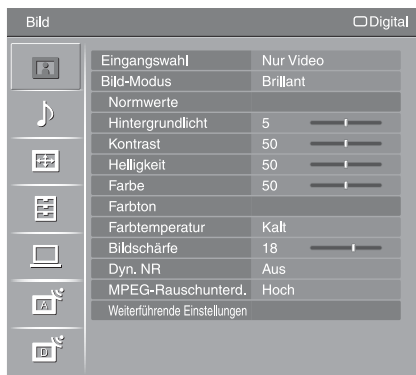 Bild Digital
Eingangswahl Nur Video
Bild-Modus Brillant
Normwerte
Hintergrundlicht 5
Kontrast 50
Helligkeit 50
Farbe 50
Farbton
Farbtemperatur Kalt
Bildschärfe 18
Dyn. NR Aus
MPEG-Rauschunterd. Hoch
Weiterführende Einstellungen
A
D